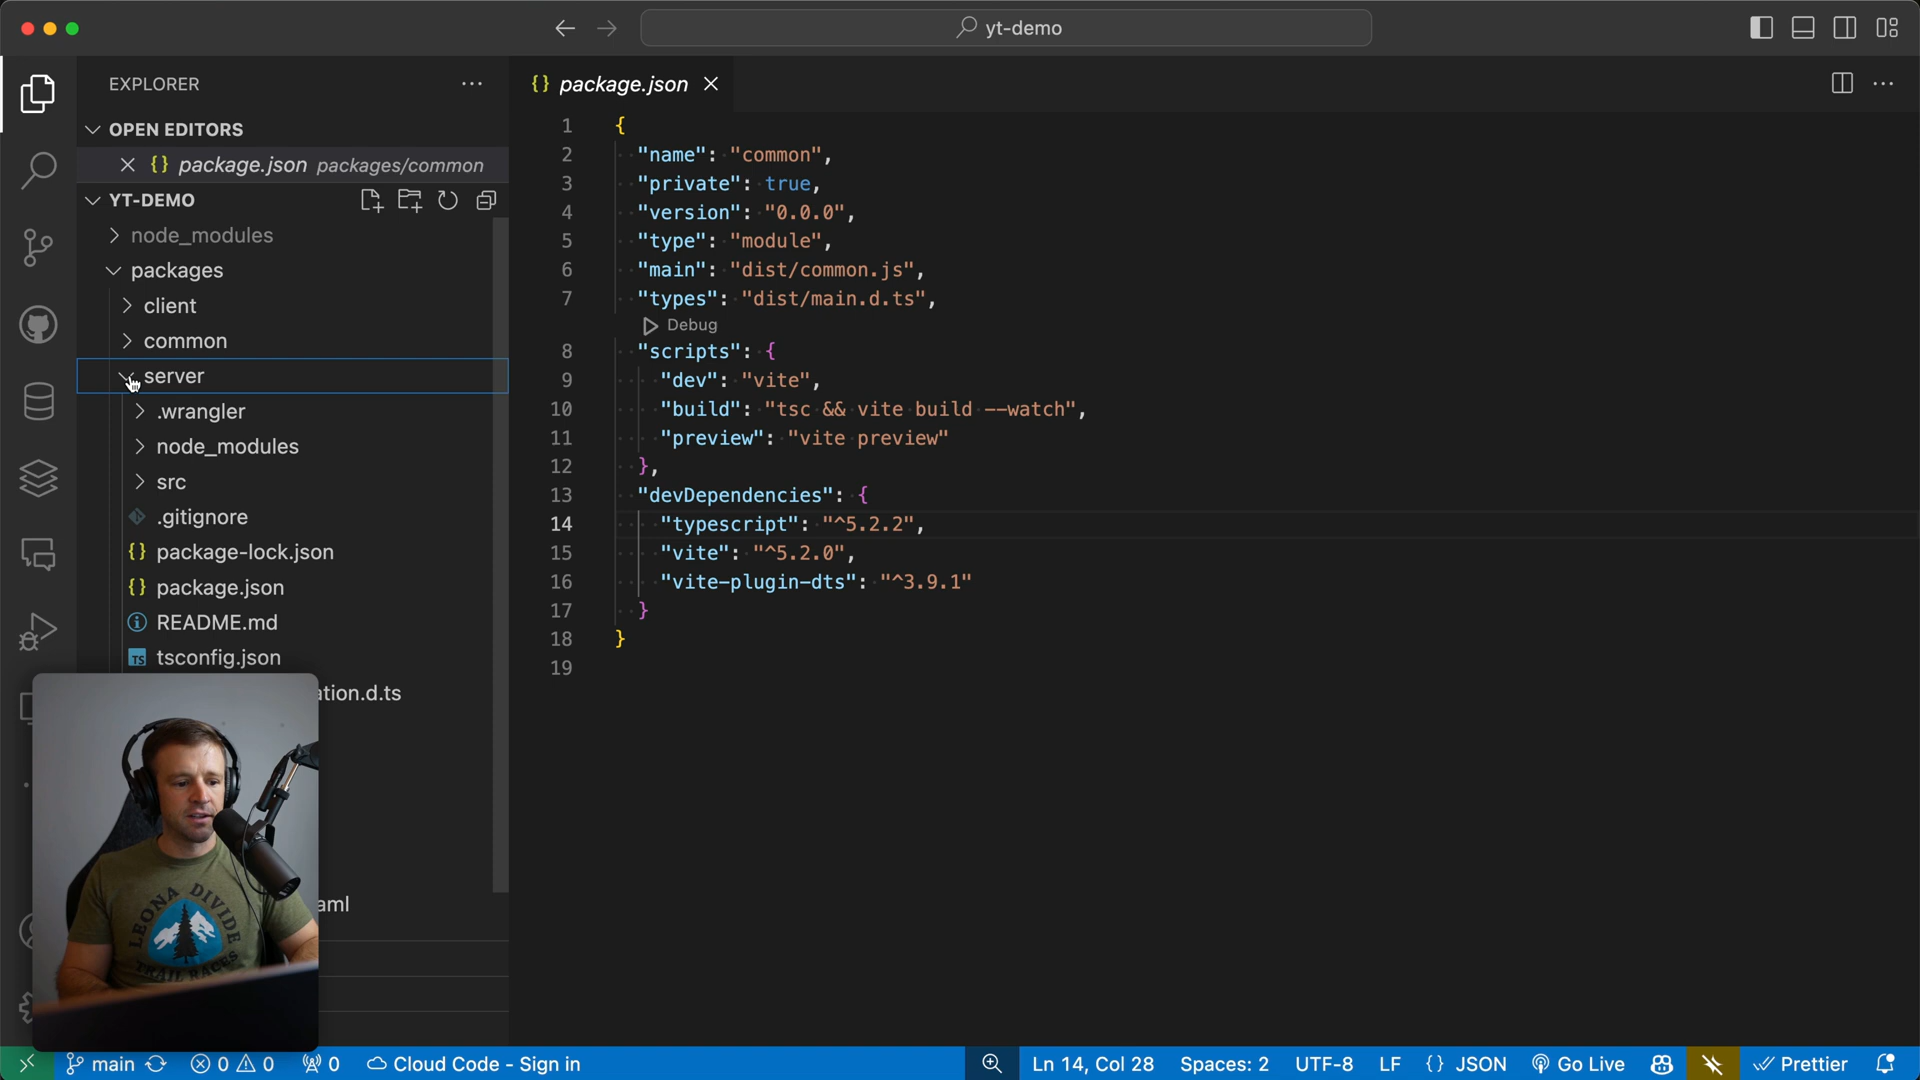 yt-demo
EXPLORER
OPEN EDITORS
package.json packages/common
YT-DEMO
node_modules
packages
client
common
server
.wrangler
node_modules
src
.gitignore
package-lock.json
package.json
README.md
tsconfig.json
ation.d.ts
aml
package.json
1 {
2 "name": "common",
3 "private": true,
4 "version": "0.0.0",
5 "type": "module",
6 "main": "dist/common.js",
7 "types": "dist/main.d.ts",
Debug
8 "scripts": {
9 "dev": "vite",
10 "build": "tsc && vite build --watch",
11 "preview": "vite preview"
12 },
13 "devDependencies": {
14 "typescript": "^5.2.2",
15 "vite": "^5.2.0",
16 "vite-plugin-dts": "^3.9.1"
17 }
18 }
19
LEONA DIVIDE
TRAIL RACES
main 0 0 0 Cloud Code - Sign in Ln 14, Col 28 Spaces: 2 UTF-8 LF {} JSON Go Live Prettier